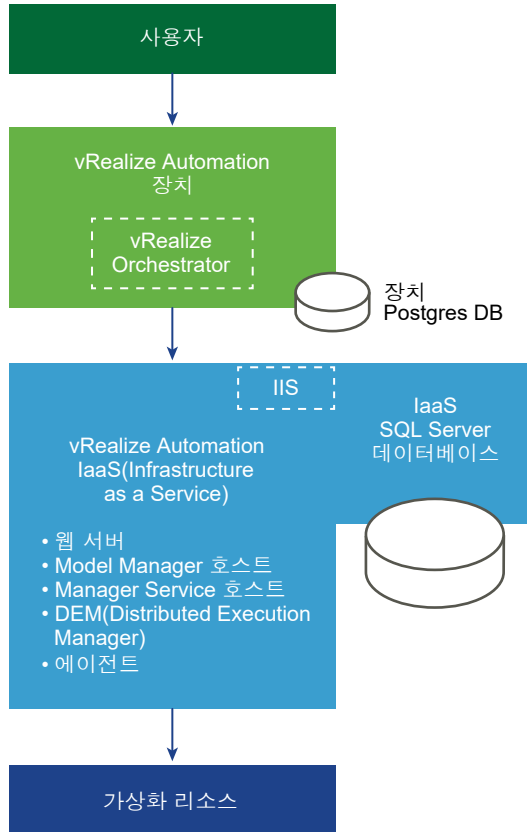 사용자
vRealize Automation
장치
vRealize
Orchestrator
장치
Postgres DB
IIS
IaaS
SQL Server
데이터베이스
vRealize Automation
IaaS(Infrastructure
as a Service)
• 웹 서버
• Model Manager 호스트
• Manager Service 호스트
• DEM(Distributed Execution
Manager)
• 에이전트
가상화 리소스